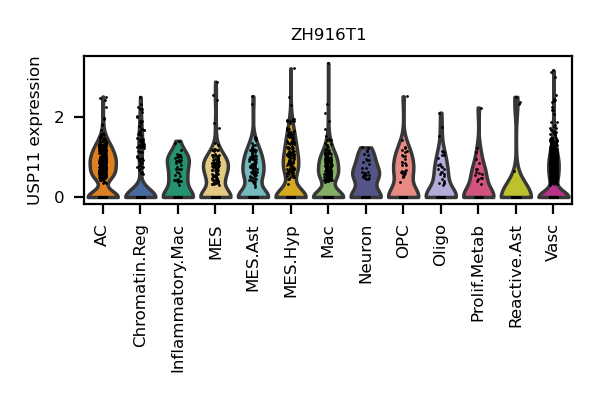 ZH916T1
USP11 expression
2
0
AC
Chromatin.Reg
Inflammatory.Mac
MES
MES.Ast
MES.Hyp
Mac
Neuron
OPC
Oligo
Prolif.Metab
Reactive.Ast
Vasc